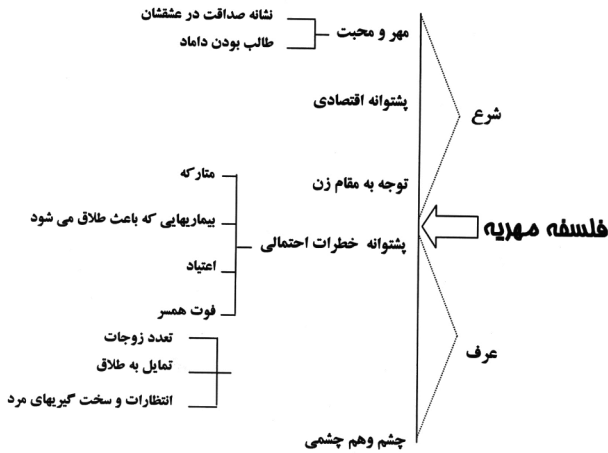 فلسفه مهریه
شرع
مهر و محبت
نشانه صداقت در عشقشان
طالب بودن داماد
پشتوانه اقتصادی
توجه به مقام زن
عرف
پشتوانه خطرات احتمالی
متارکه
بیماریهایی که باعث طلاق می شود
اعتیاد
فوت همسر
تعدد زوجات
تمایل به طلاق
انتظارات و سخت گیریهای مرد
چشم وهم چشمی